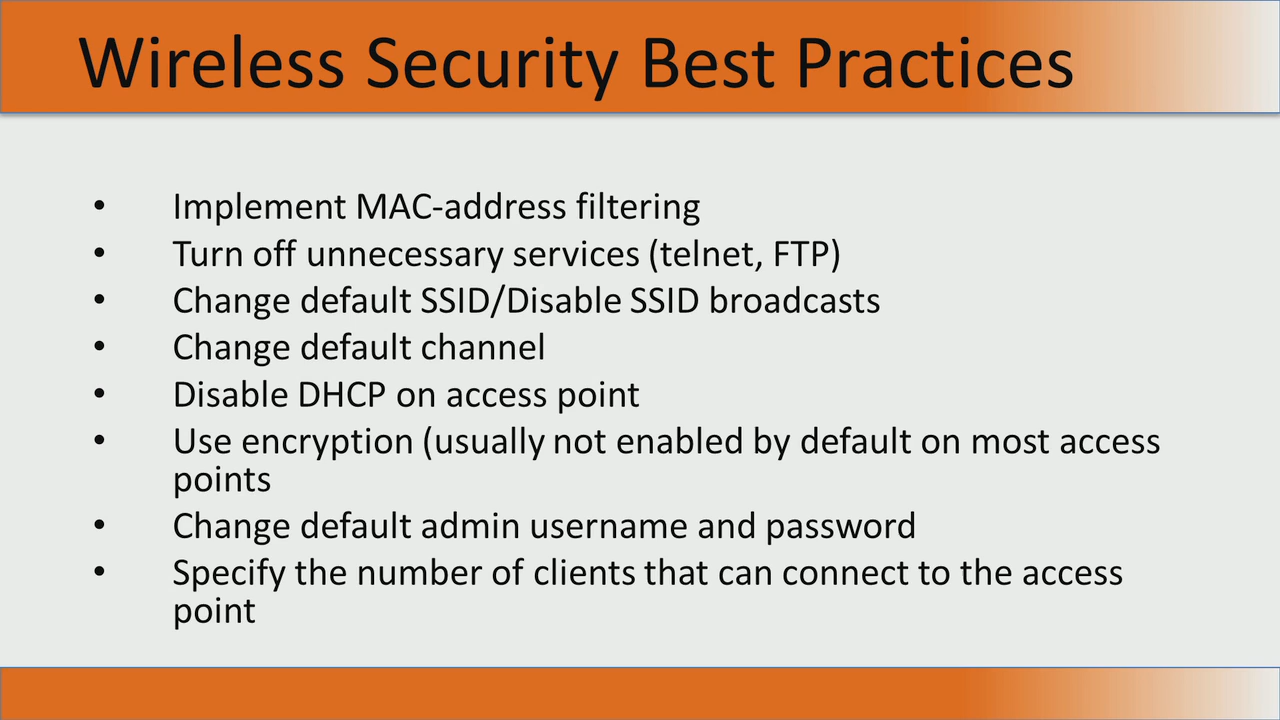 Wireless Security Best Practices
• Implement MAC-address filtering
• Turn off unnecessary services (telnet, FTP)
• Change default SSID/Disable SSID broadcasts
• Change default channel
• Disable DHCP on access point
• Use encryption (usually not enabled by default on most access
points
• Change default admin username and password
• Specify the number of clients that can connect to the access
point